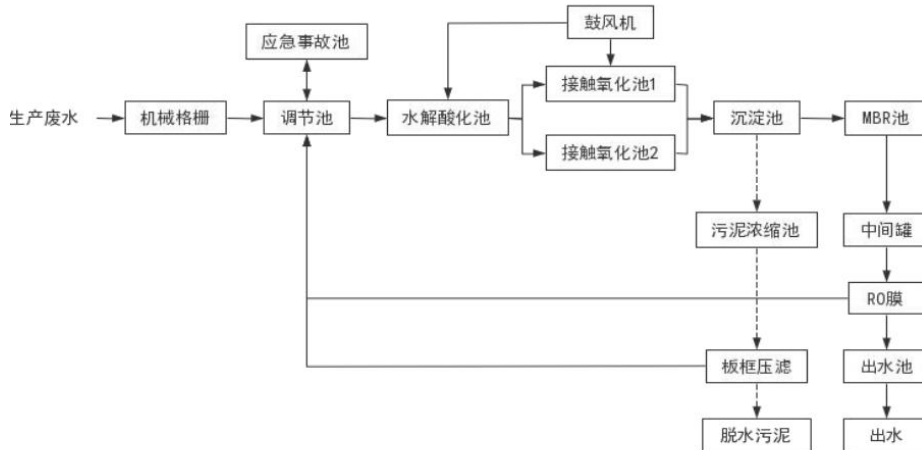 鼓风机
应急事故池
生产废水
机械格栅
调节池
水解酸化池
接触氧化池1
接触氧化池2
沉淀池
MBR池
污泥浓缩池
中间罐
RO膜
板框压滤
出水池
脱水污泥
出水